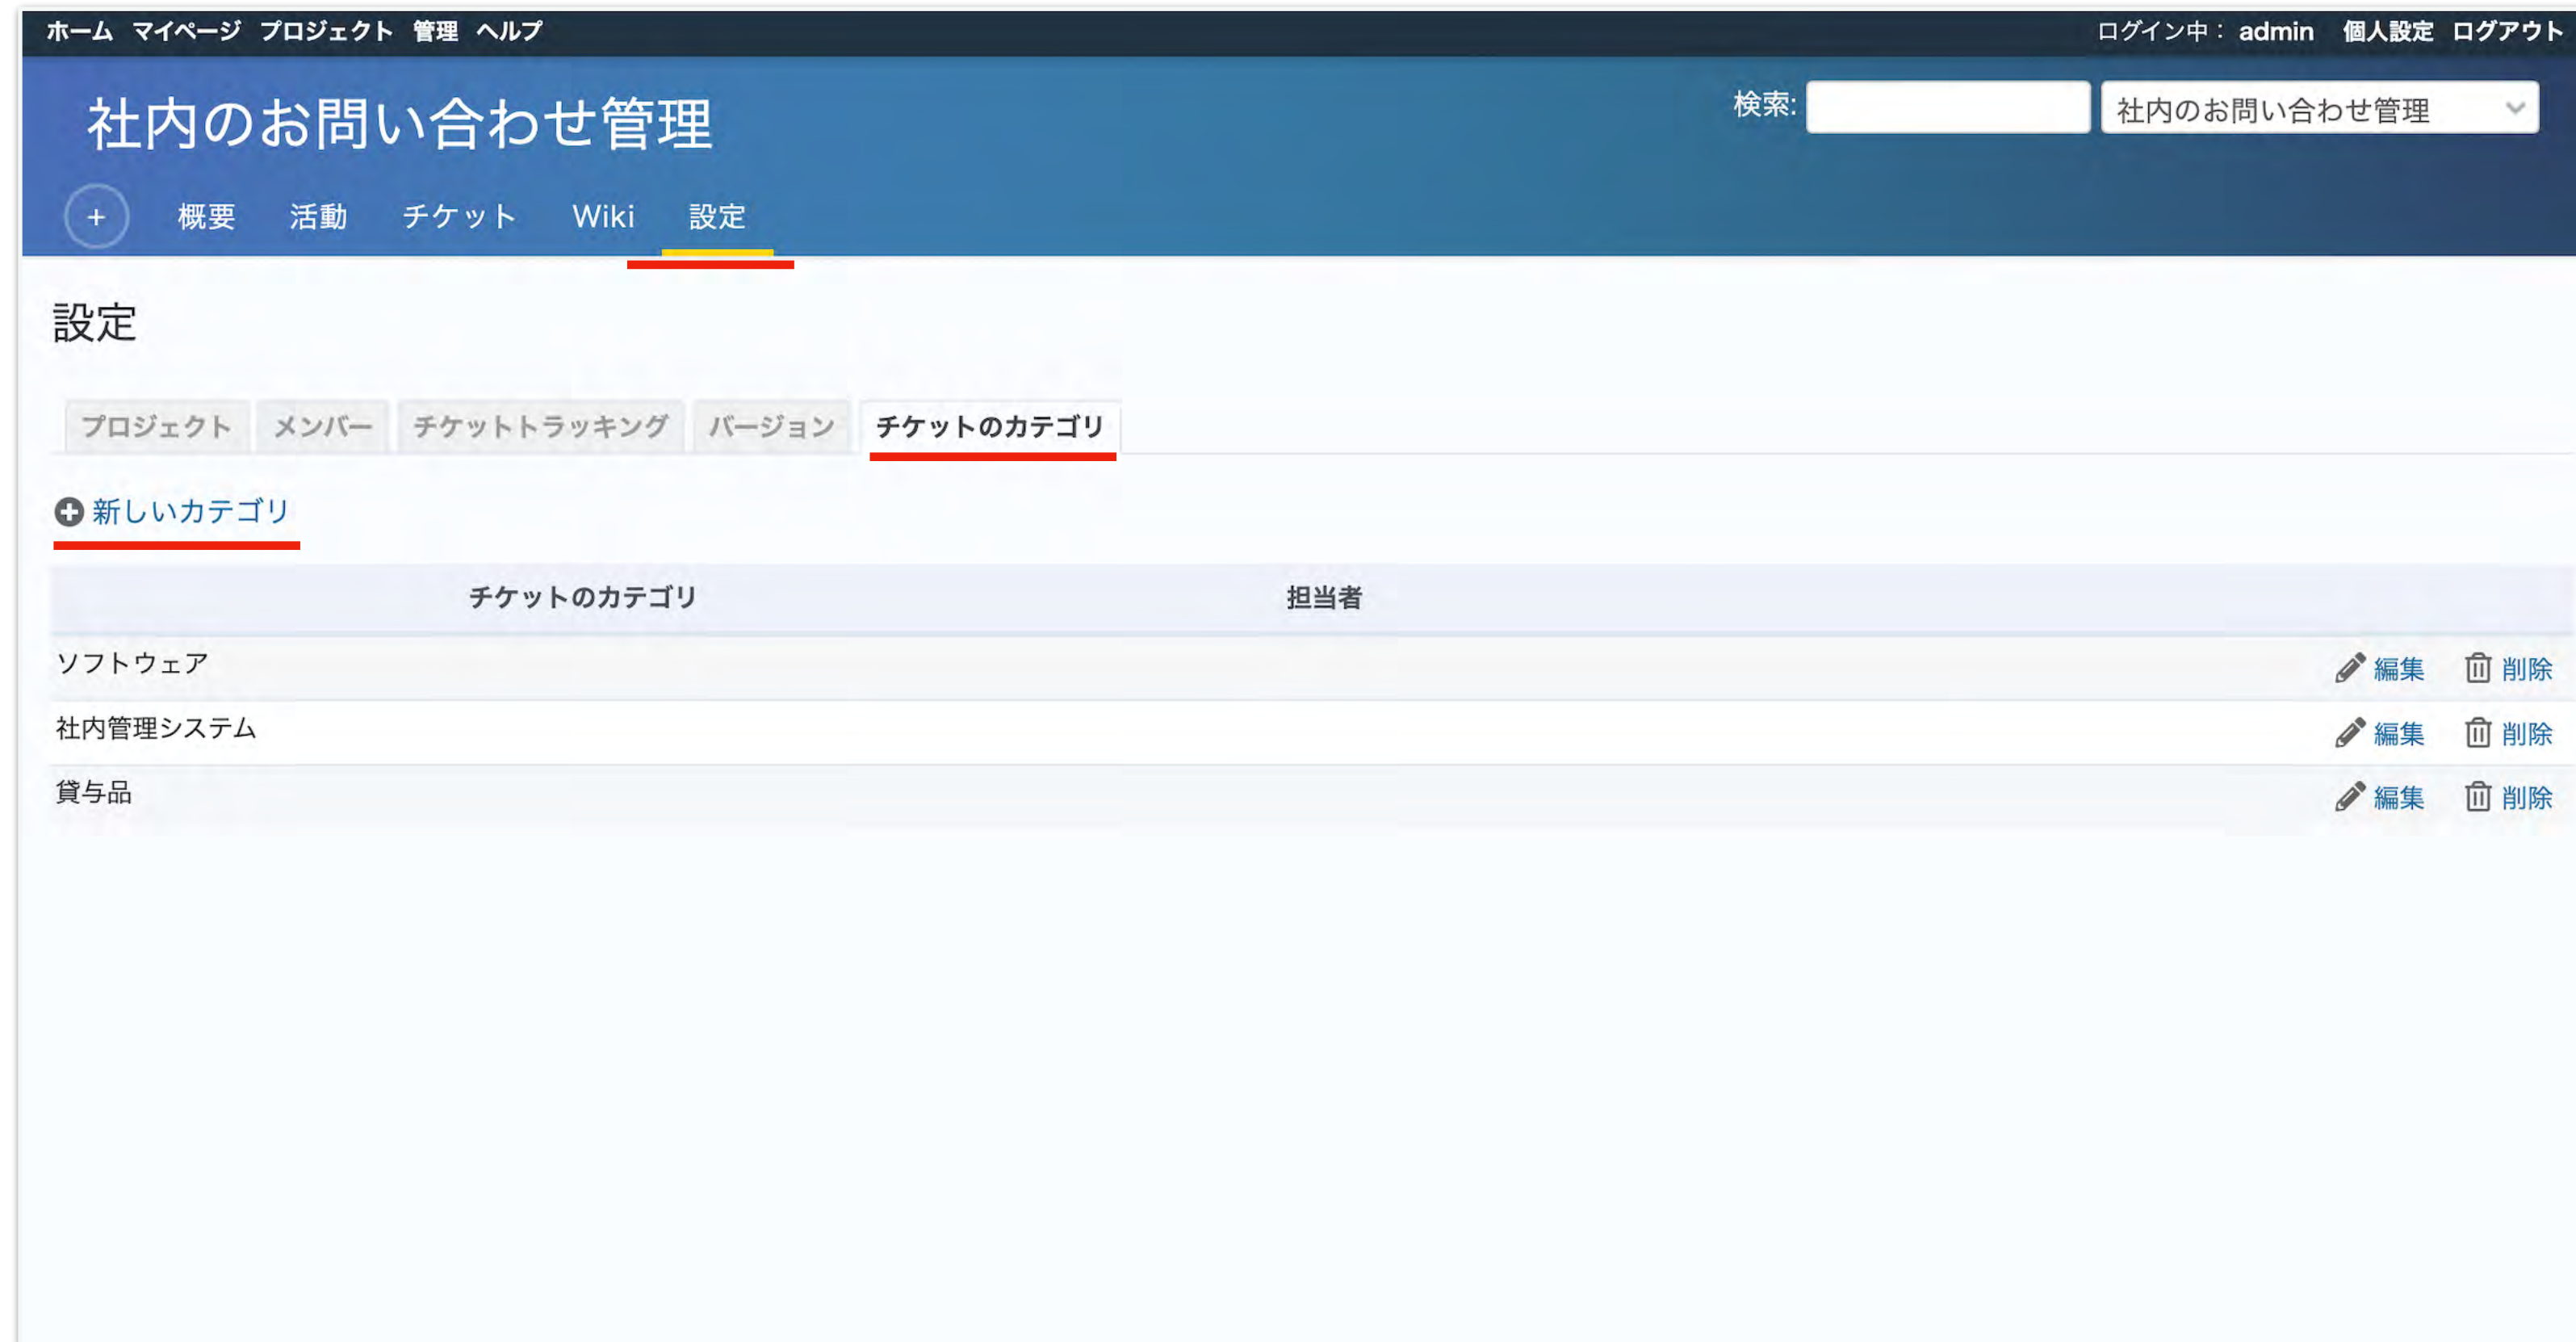 ホーム マイページ プロジェクト 管理 ヘルプ ログイン中： admin 個人設定 ログアウト
社内のお問い合わせ管理 検索: 社内のお問い合わせ管理
+ 概要 活動 チケット Wiki 設定
設定
プロジェクト メンバー チケットトラッキング バージョン チケットのカテゴリ
新しいカテゴリ
チケットのカテゴリ 担当者
ソフトウェア 編集 削除
社内管理システム 編集 削除
貸与品 編集 削除